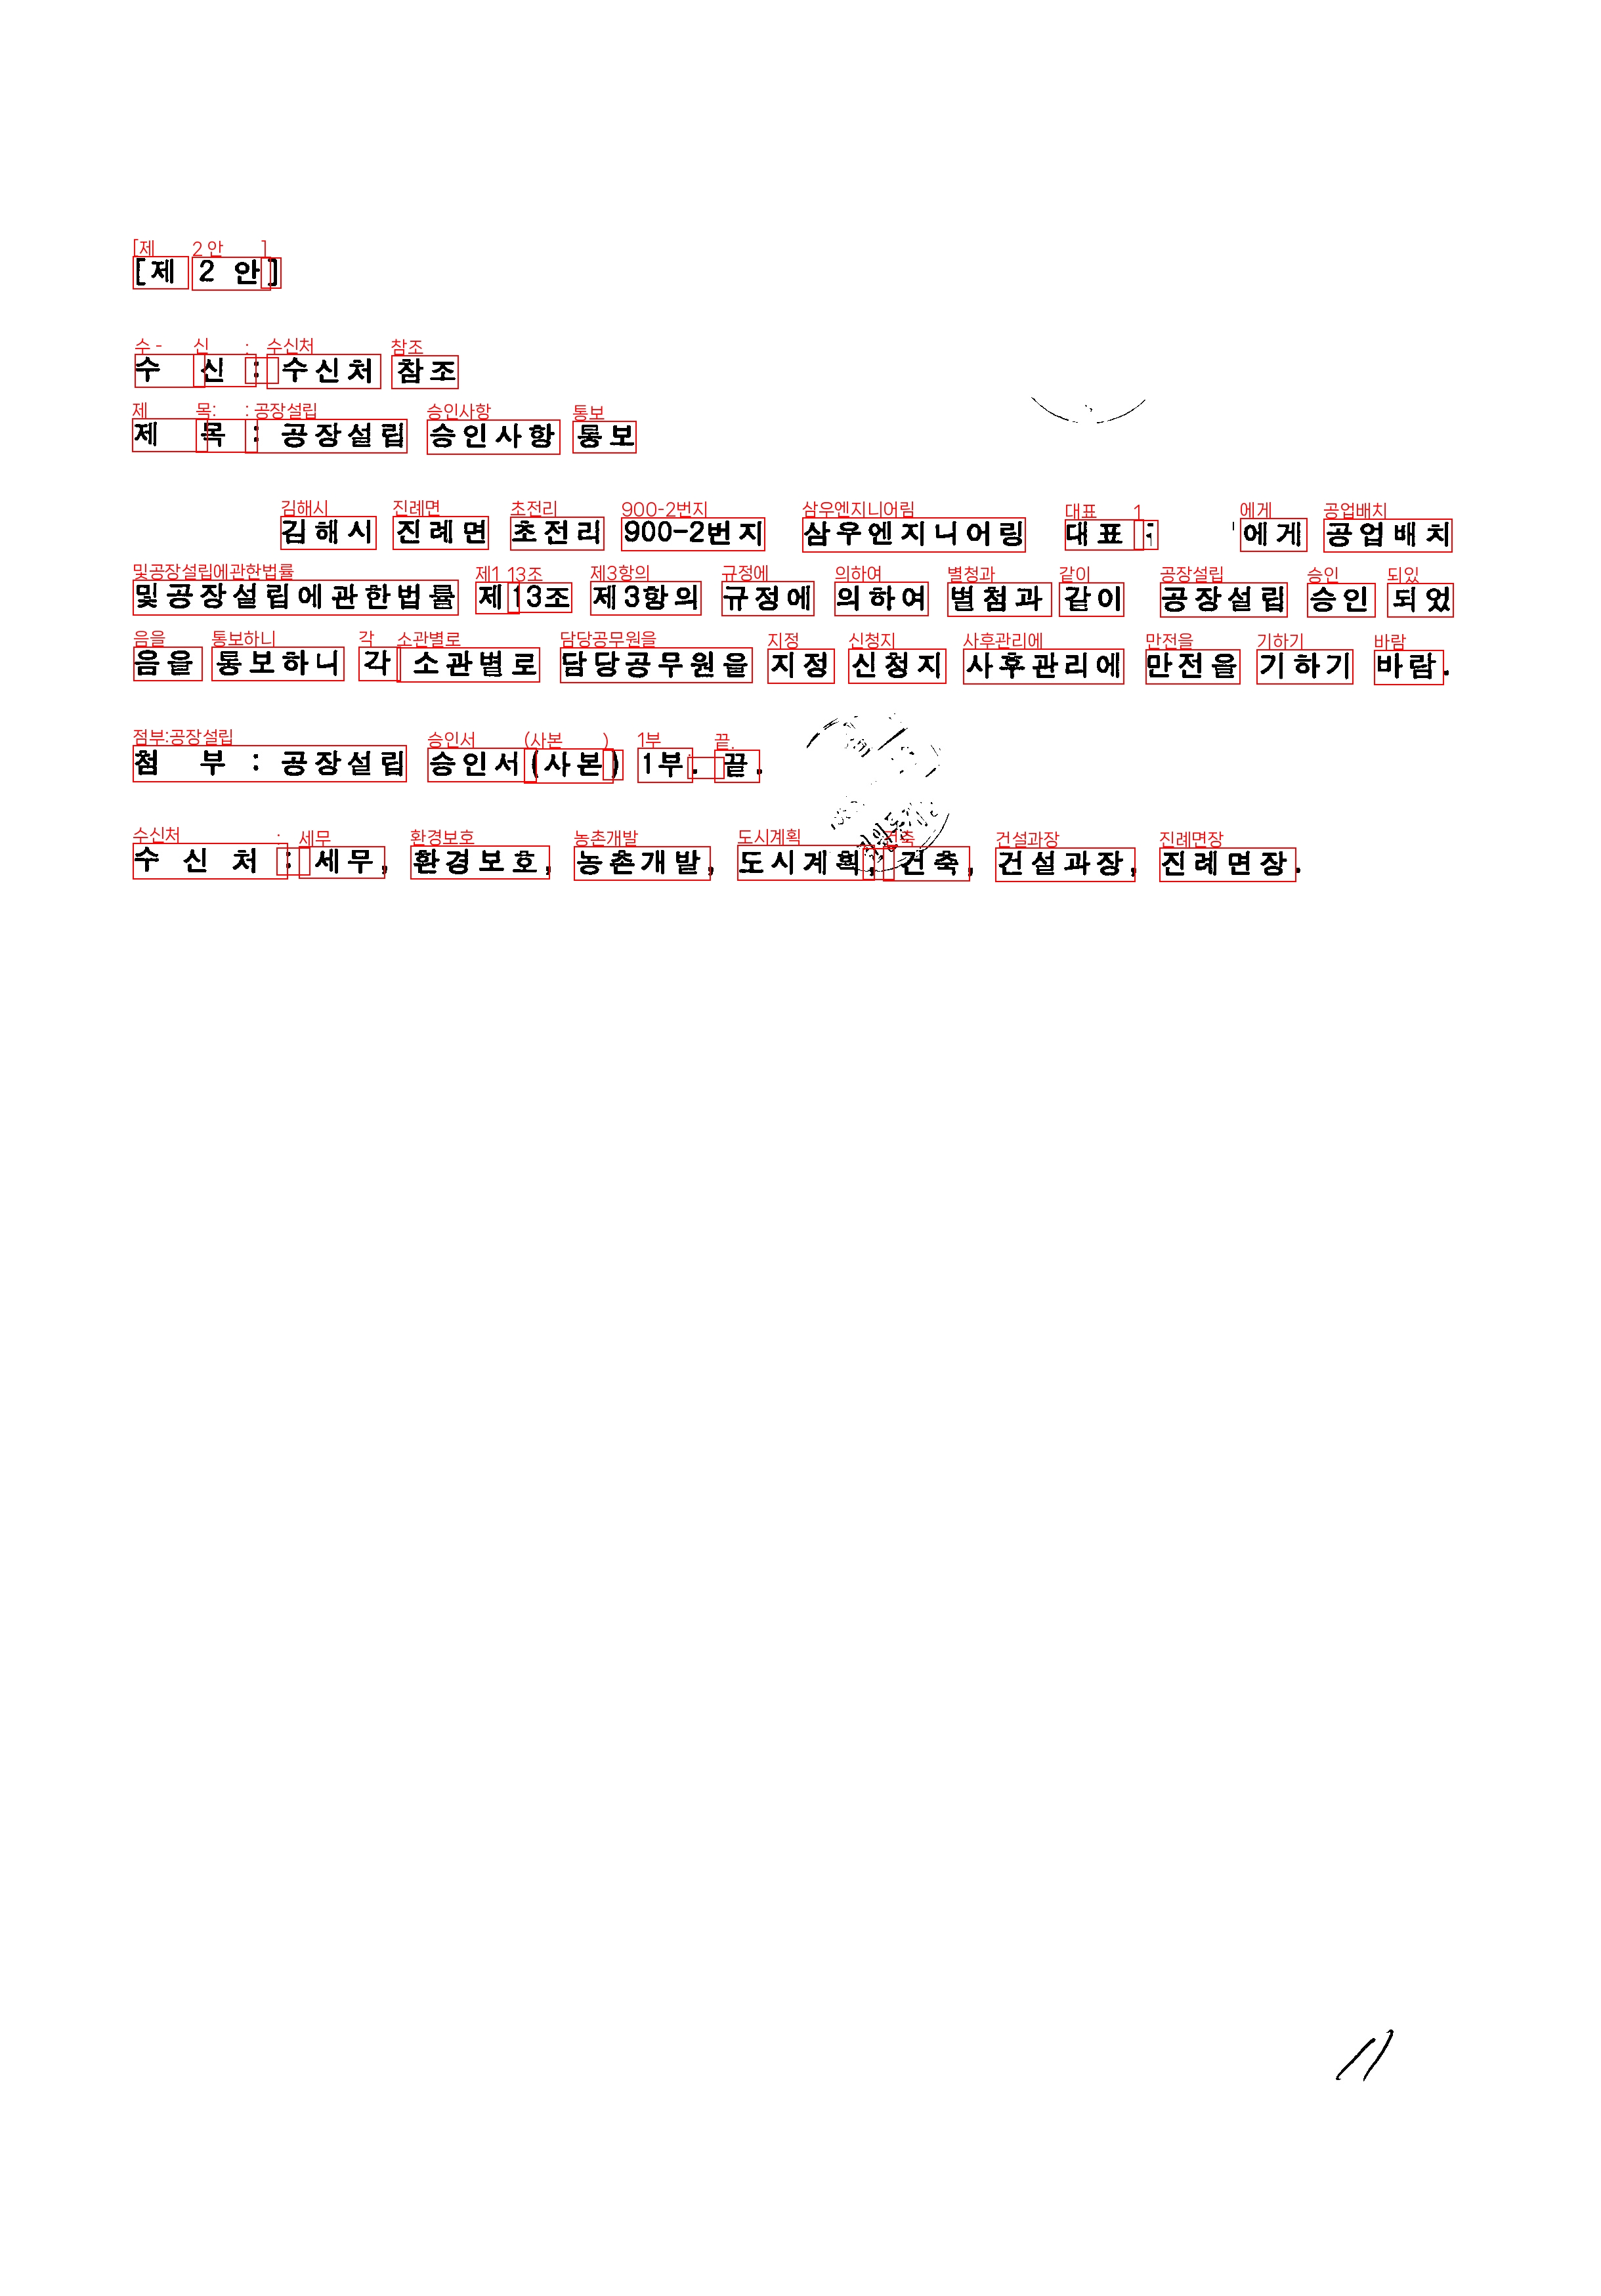 [제 2 안]
수 신 : 수신처 참조
제 목 : 공장설립 승인사항 통보
김해시 진례면 초전리 900-2번지 삼우엔지니어링 대표 에게 공업배치
및공장설립에관한법률 제13조 제3항의 규정에 의하여 별첨과 같이 공장설립 승인 되었
음을 통보하니 각 소관별로 담당공무원을 지정 신청지 사후관리에 만전을 기하기 바람.
첨 부 : 공장설립 승인서(사본) 1부. 끝.
수 신 처 : 세무, 환경보호, 농촌개발, 도시계획, 건축, 건설과장, 진례면장.